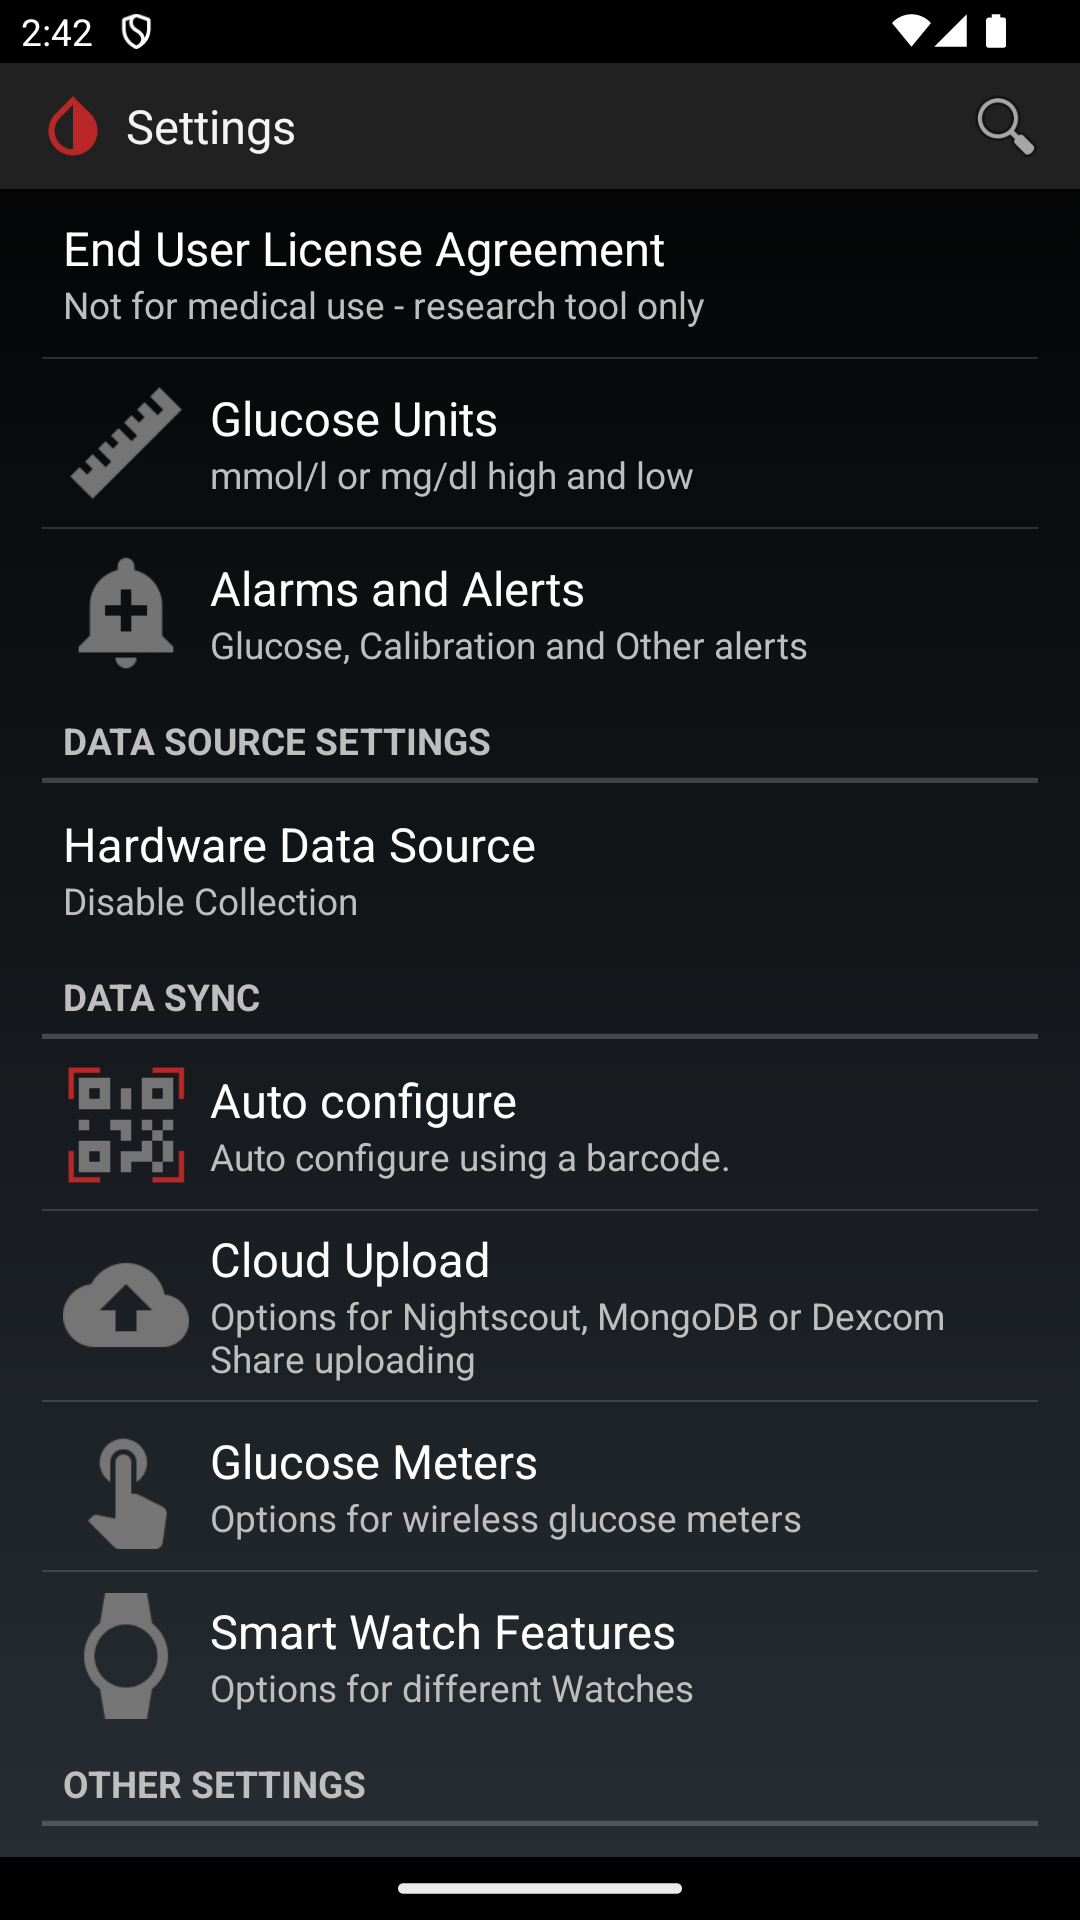 2:42
Settings
End User License Agreement
Not for medical use - research tool only
Glucose Units
mmol/l or mg/dl high and low
Alarms and Alerts
Glucose, Calibration and Other alerts
DATA SOURCE SETTINGS
Hardware Data Source
Disable Collection
DATA SYNC
Auto configure
Auto configure using a barcode.
Cloud Upload
Options for Nightscout, MongoDB or Dexcom
Share uploading
Glucose Meters
Options for wireless glucose meters
Smart Watch Features
Options for different Watches
OTHER SETTINGS